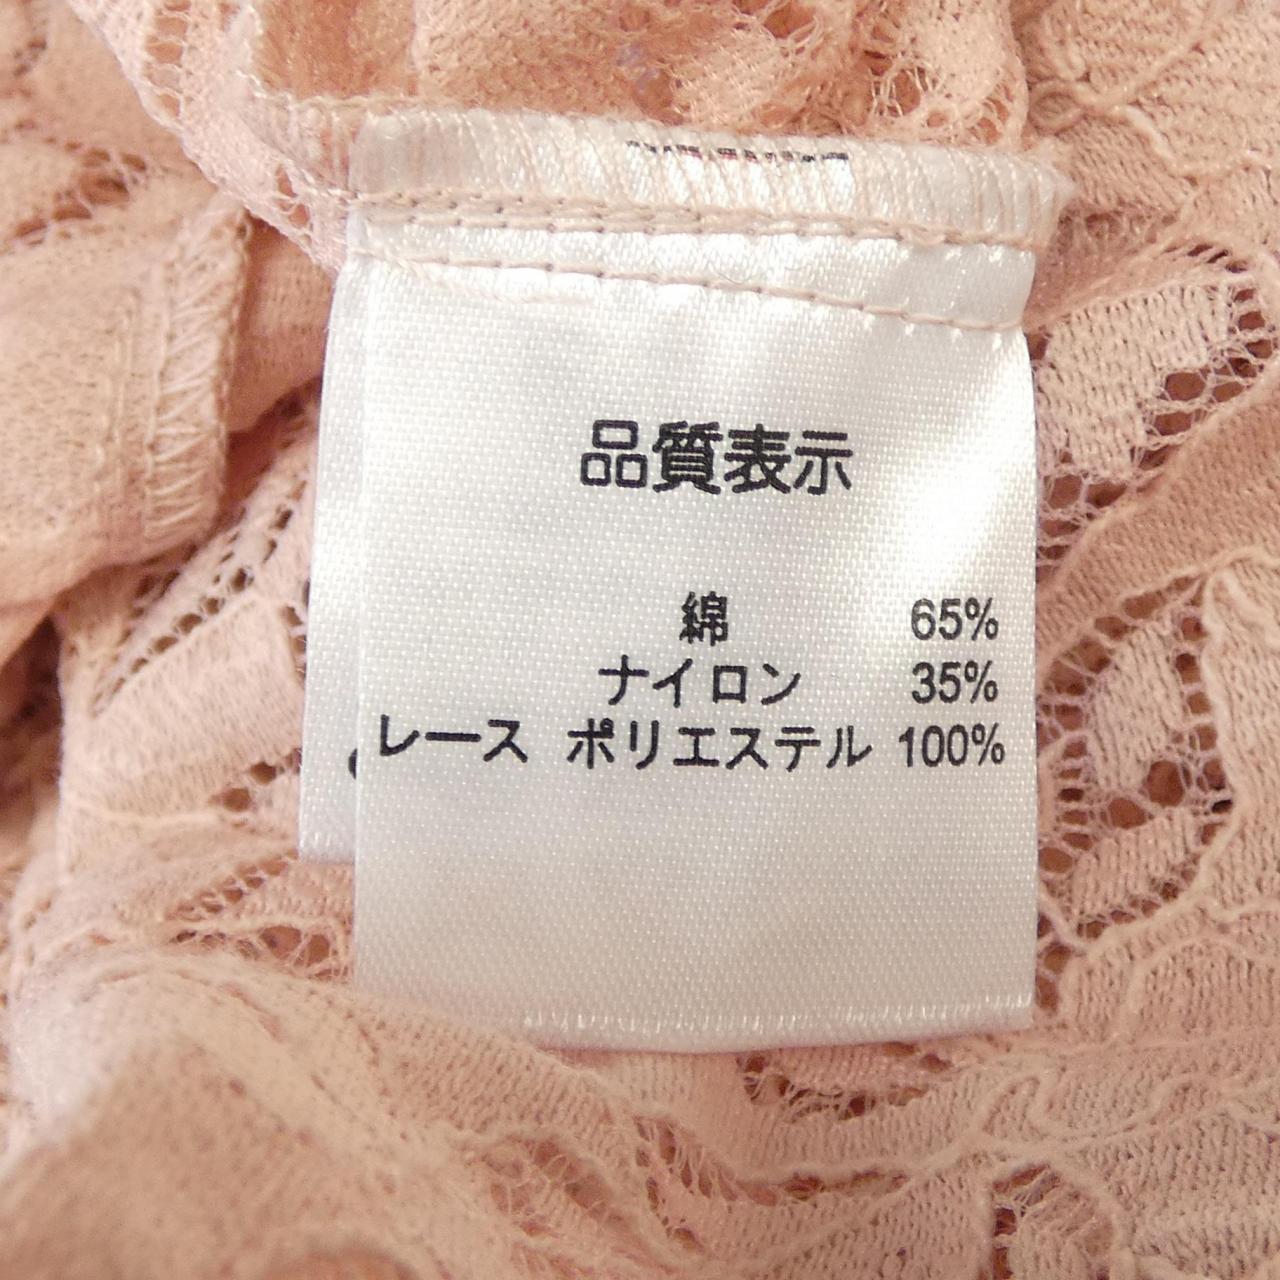 品質表示
綿 65%
ナイロン 35%
レース ポリエステル 100%